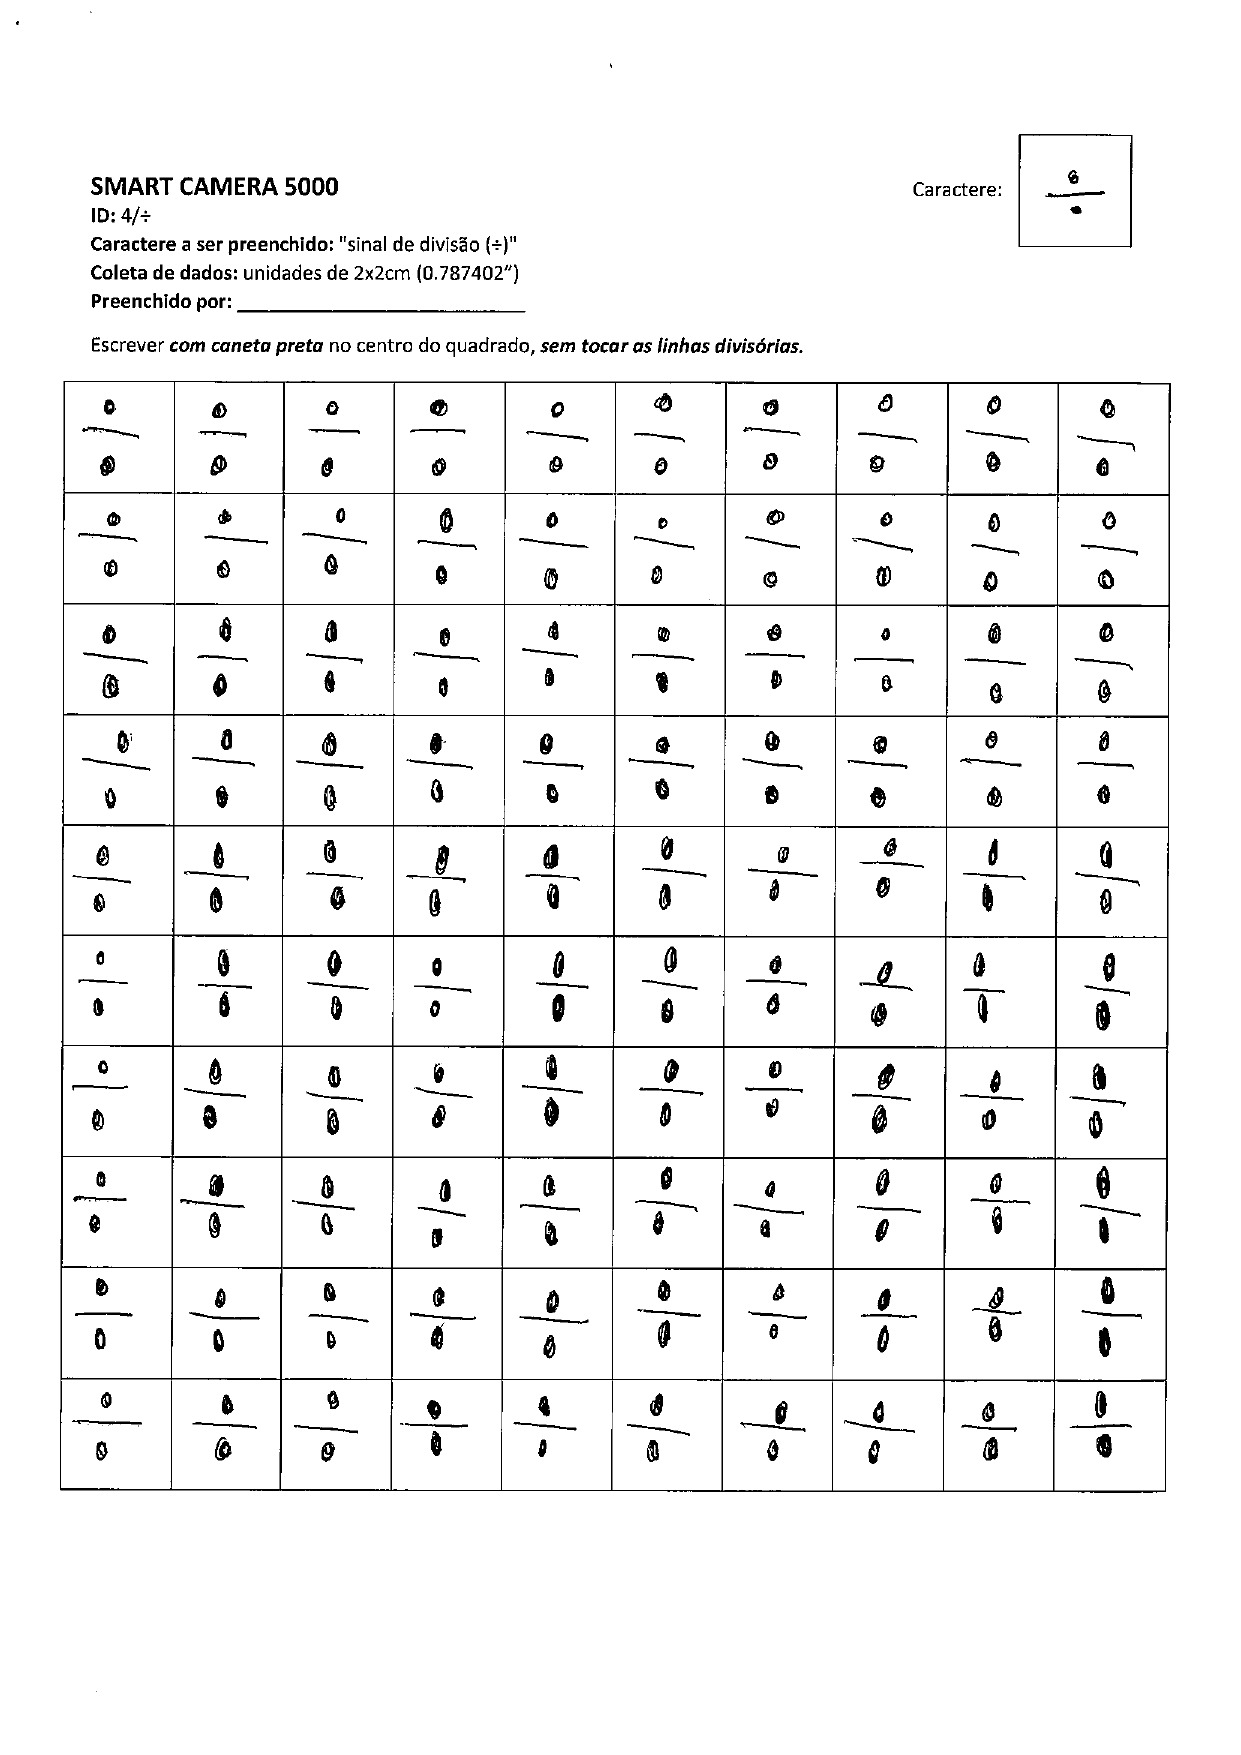 SMART CAMERA 5000
Caractere: ÷
ID: 4/÷
Caractere a ser preenchido: "sinal de divisão (÷)"
Coleta de dados: unidades de 2x2cm (0.787402”)
Preenchido por: ____________________
Escrever com caneta preta no centro do quadrado, sem tocar as linhas divisórias.
÷ ÷ ÷ ÷ ÷ ÷ ÷ ÷ ÷ ÷
÷ ÷ ÷ ÷ ÷ ÷ ÷ ÷ ÷ ÷
÷ ÷ ÷ ÷ ÷ ÷ ÷ ÷ ÷ ÷
÷ ÷ ÷ ÷ ÷ ÷ ÷ ÷ ÷ ÷
÷ ÷ ÷ ÷ ÷ ÷ ÷ ÷ ÷ ÷
÷ ÷ ÷ ÷ ÷ ÷ ÷ ÷ ÷ ÷
÷ ÷ ÷ ÷ ÷ ÷ ÷ ÷ ÷ ÷
÷ ÷ ÷ ÷ ÷ ÷ ÷ ÷ ÷ ÷
÷ ÷ ÷ ÷ ÷ ÷ ÷ ÷ ÷ ÷
÷ ÷ ÷ ÷ ÷ ÷ ÷ ÷ ÷ ÷